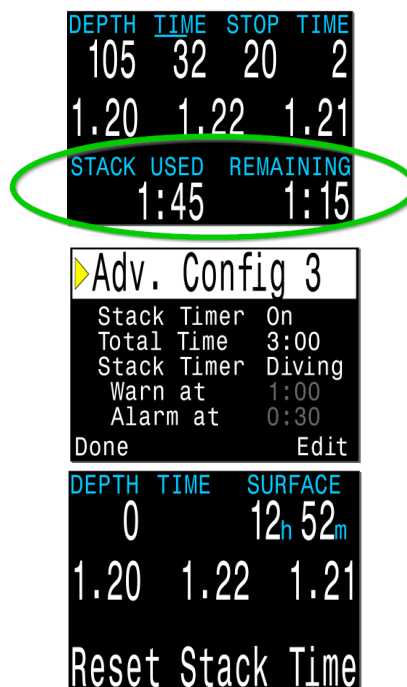 DEPTH TIME STOP TIME
105 32 20 2
1.20 1.22 1.21
STACK USED REMAINING
1:45 1:15
Adv. Config 3
Stack Timer On
Total Time 3:00
Stack Timer Diving
Warn at 1:00
Alarm at 0:30
Done Edit
DEPTH TIME SURFACE
0 12h 52m
1.20 1.22 1.21
Reset Stack Time